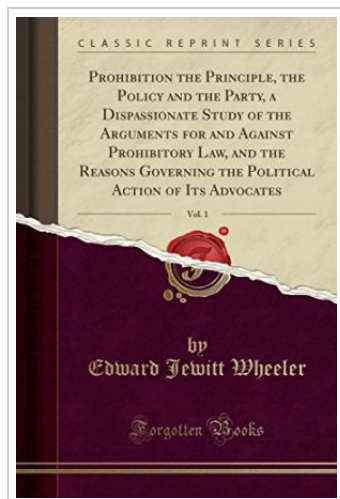 CLASSIC REPRINT SERIES
PROHIBITION THE PRINCIPLE, THE
POLICY AND THE PARTY, A
DISPASSIONATE STUDY OF THE
ARGUMENTS FOR AND AGAINST
PROHIBITORY LAW, AND THE
REASONS GOVERNING THE POLITICAL
ACTION OF ITS ADVOCATES
Vol. 1
by
Edward Jewitt Wheeler
Forgotten Books